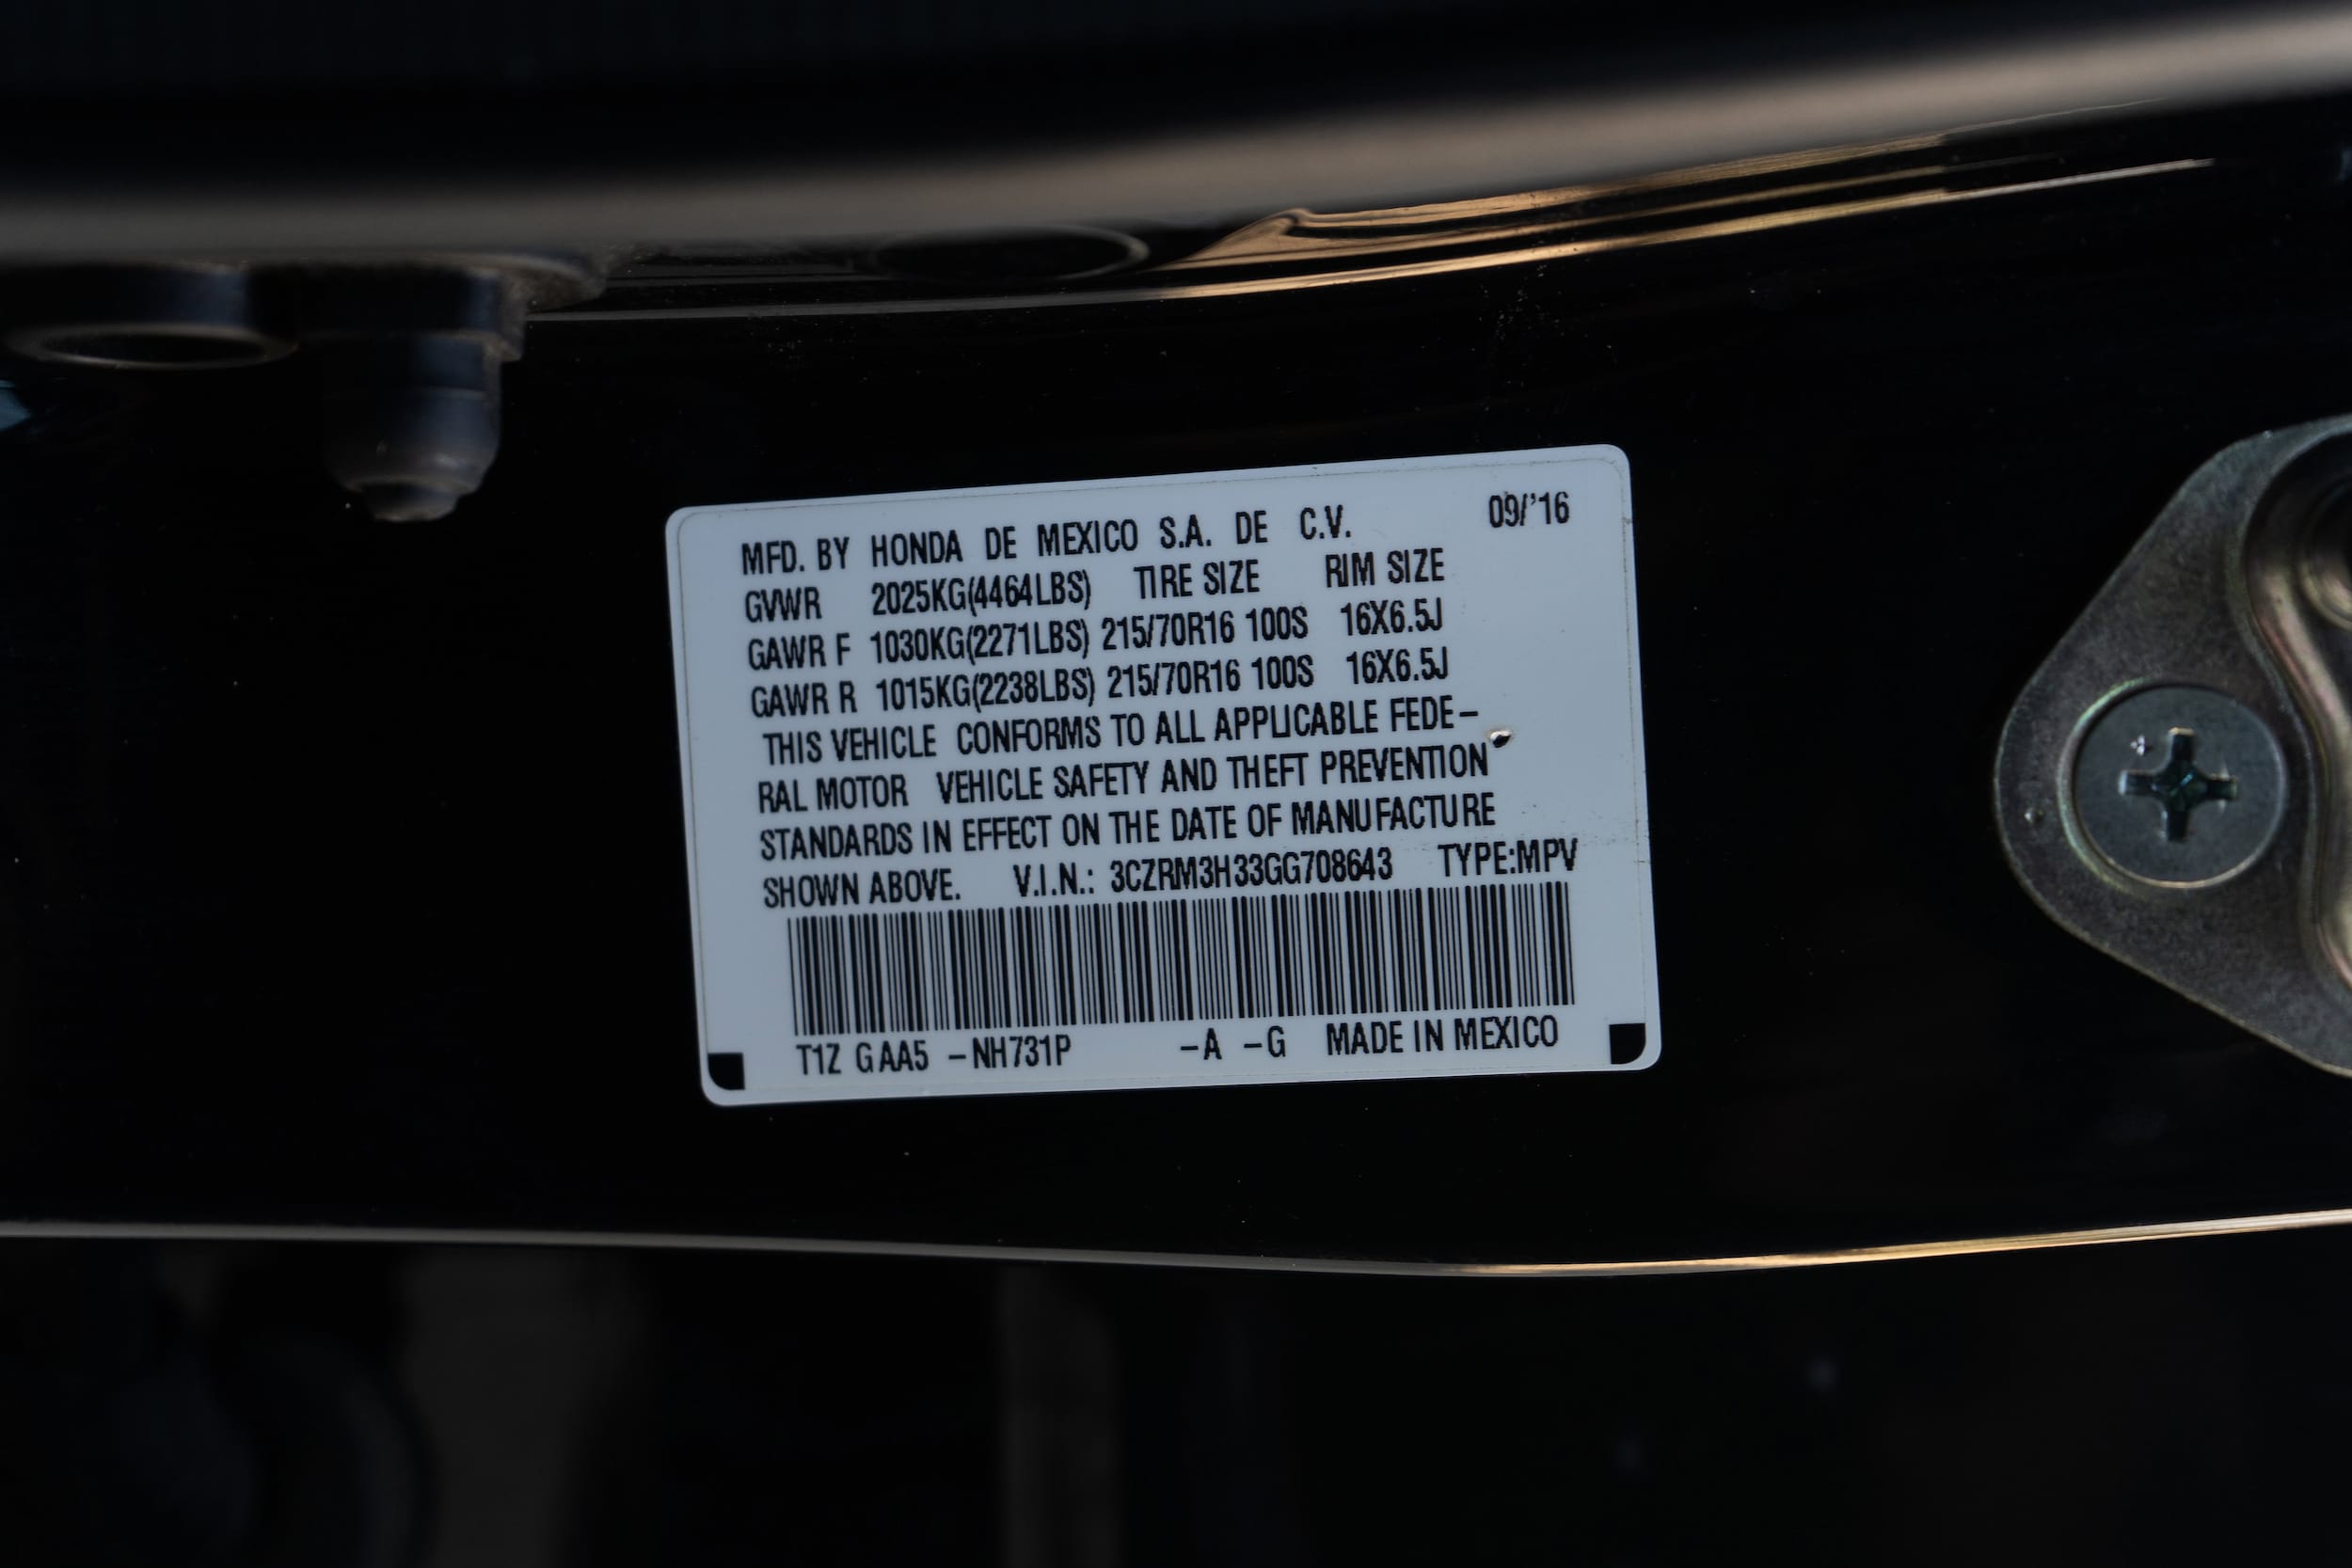 MFD. BY HONDA DE MEXICO S.A. DE C.V. 09/'16
GVWR 2025KG(4464LBS) TIRE SIZE RIM SIZE
GAWR F 1030KG(2271LBS) 215/70R16 100S 16X6.5J
GAWR R 1015KG(2238LBS) 215/70R16 100S 16X6.5J
THIS VEHICLE CONFORMS TO ALL APPLICABLE FEDE-
RAL MOTOR VEHICLE SAFETY AND THEFT PREVENTION
STANDARDS IN EFFECT ON THE DATE OF MANUFACTURE
SHOWN ABOVE. V.I.N.: 3CZRM3H33GG708643 TYPE:MPV
T1Z GAA5 -NH731P -A -G MADE IN MEXICO